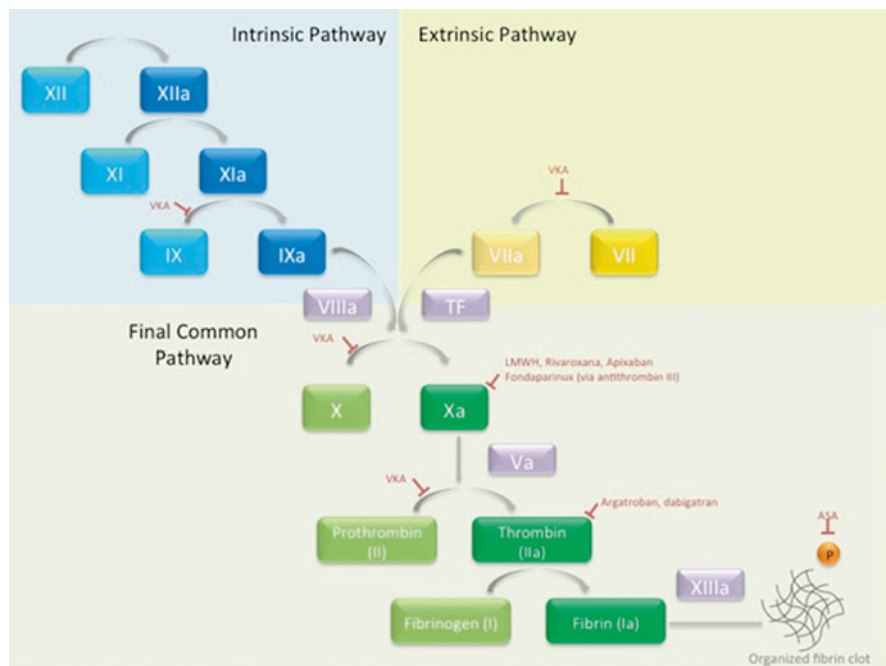 Intrinsic Pathway
Extrinsic Pathway
XII
XIIa
XI
XIa
VKA
VKA
IX
IXa
VIIa
VII
VIIIa
TF
Final Common
Pathway
VKA
LMWH, Rivaroxana, Apixaban
Fondaparinux (via antithrombin III)
X
Xa
Va
VKA
Argatroban, dabigatran
Prothrombin
(II)
Thrombin
(IIa)
ASA
P
XIIIa
Fibrinogen (I)
Fibrin (Ia)
Organized fibrin clot